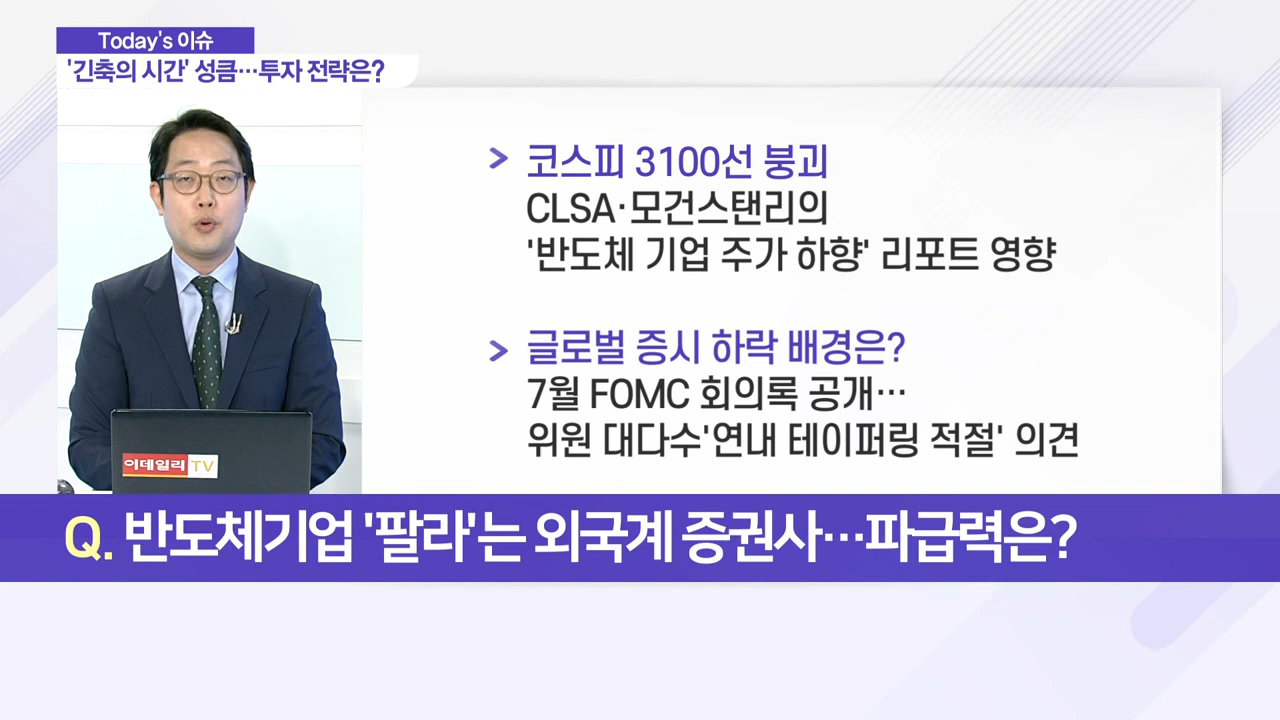 Today's 이슈
'긴축의 시간' 성큼…투자 전략은?
> 코스피 3100선 붕괴
CLSA·모건스탠리의
'반도체 기업 주가 하향' 리포트 영향
> 글로벌 증시 하락 배경은?
7월 FOMC 회의록 공개…
위원 대다수'연내 테이퍼링 적절' 의견
이데일리 TV
Q. 반도체기업 '팔라'는 외국계 증권사…파급력은?